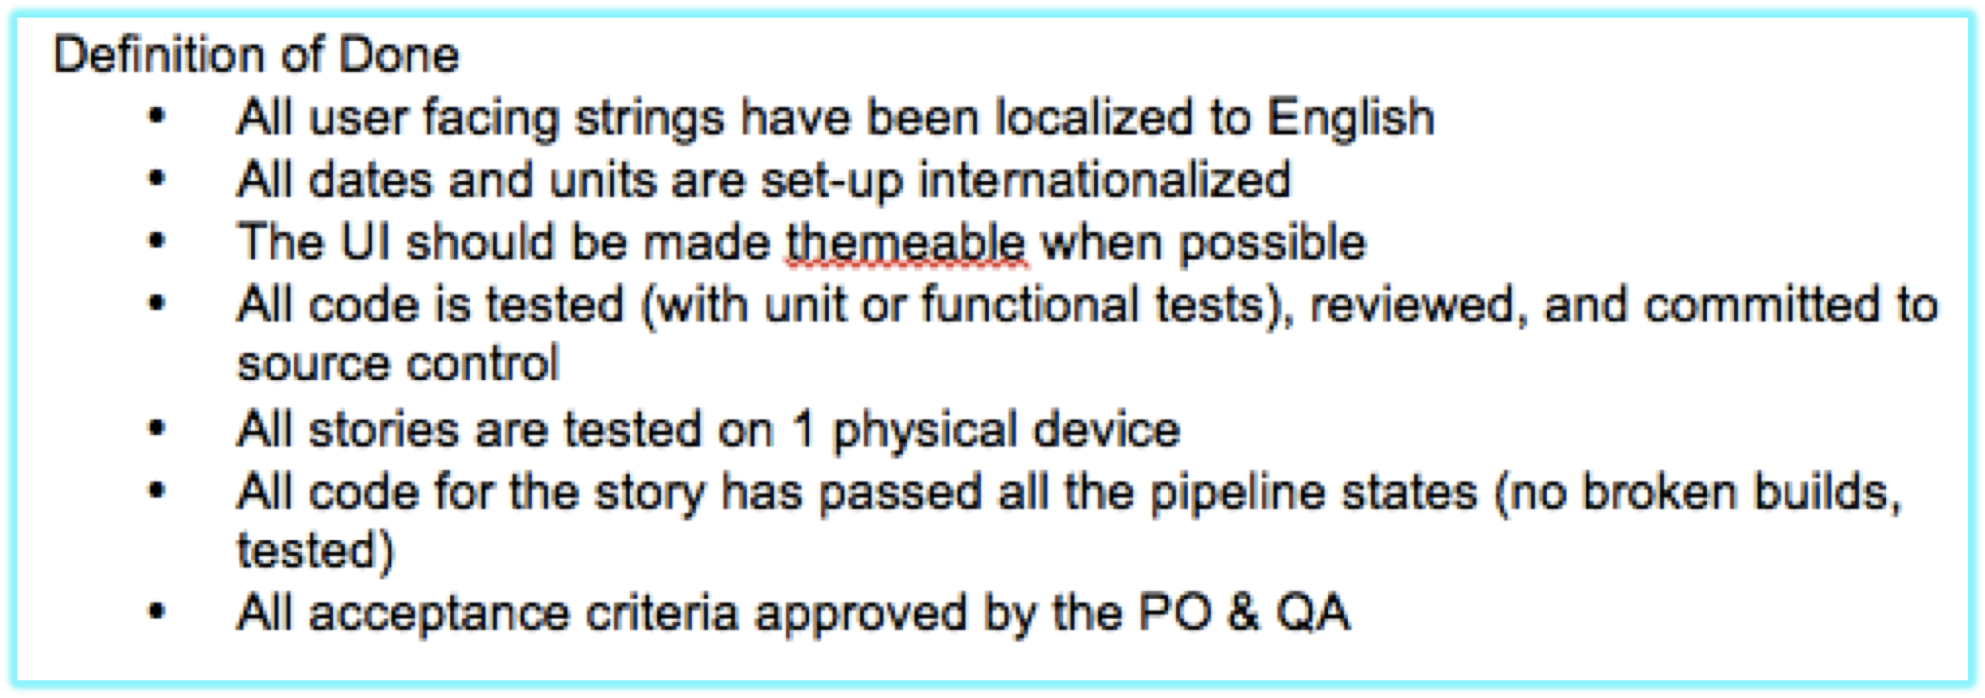 Definition of Done
• All user facing strings have been localized to English
• All dates and units are set-up internationalized
• The UI should be made themeable when possible
• All code is tested (with unit or functional tests), reviewed, and committed to
source control
• All stories are tested on 1 physical device
• All code for the story has passed all the pipeline states (no broken builds,
tested)
• All acceptance criteria approved by the PO & QA